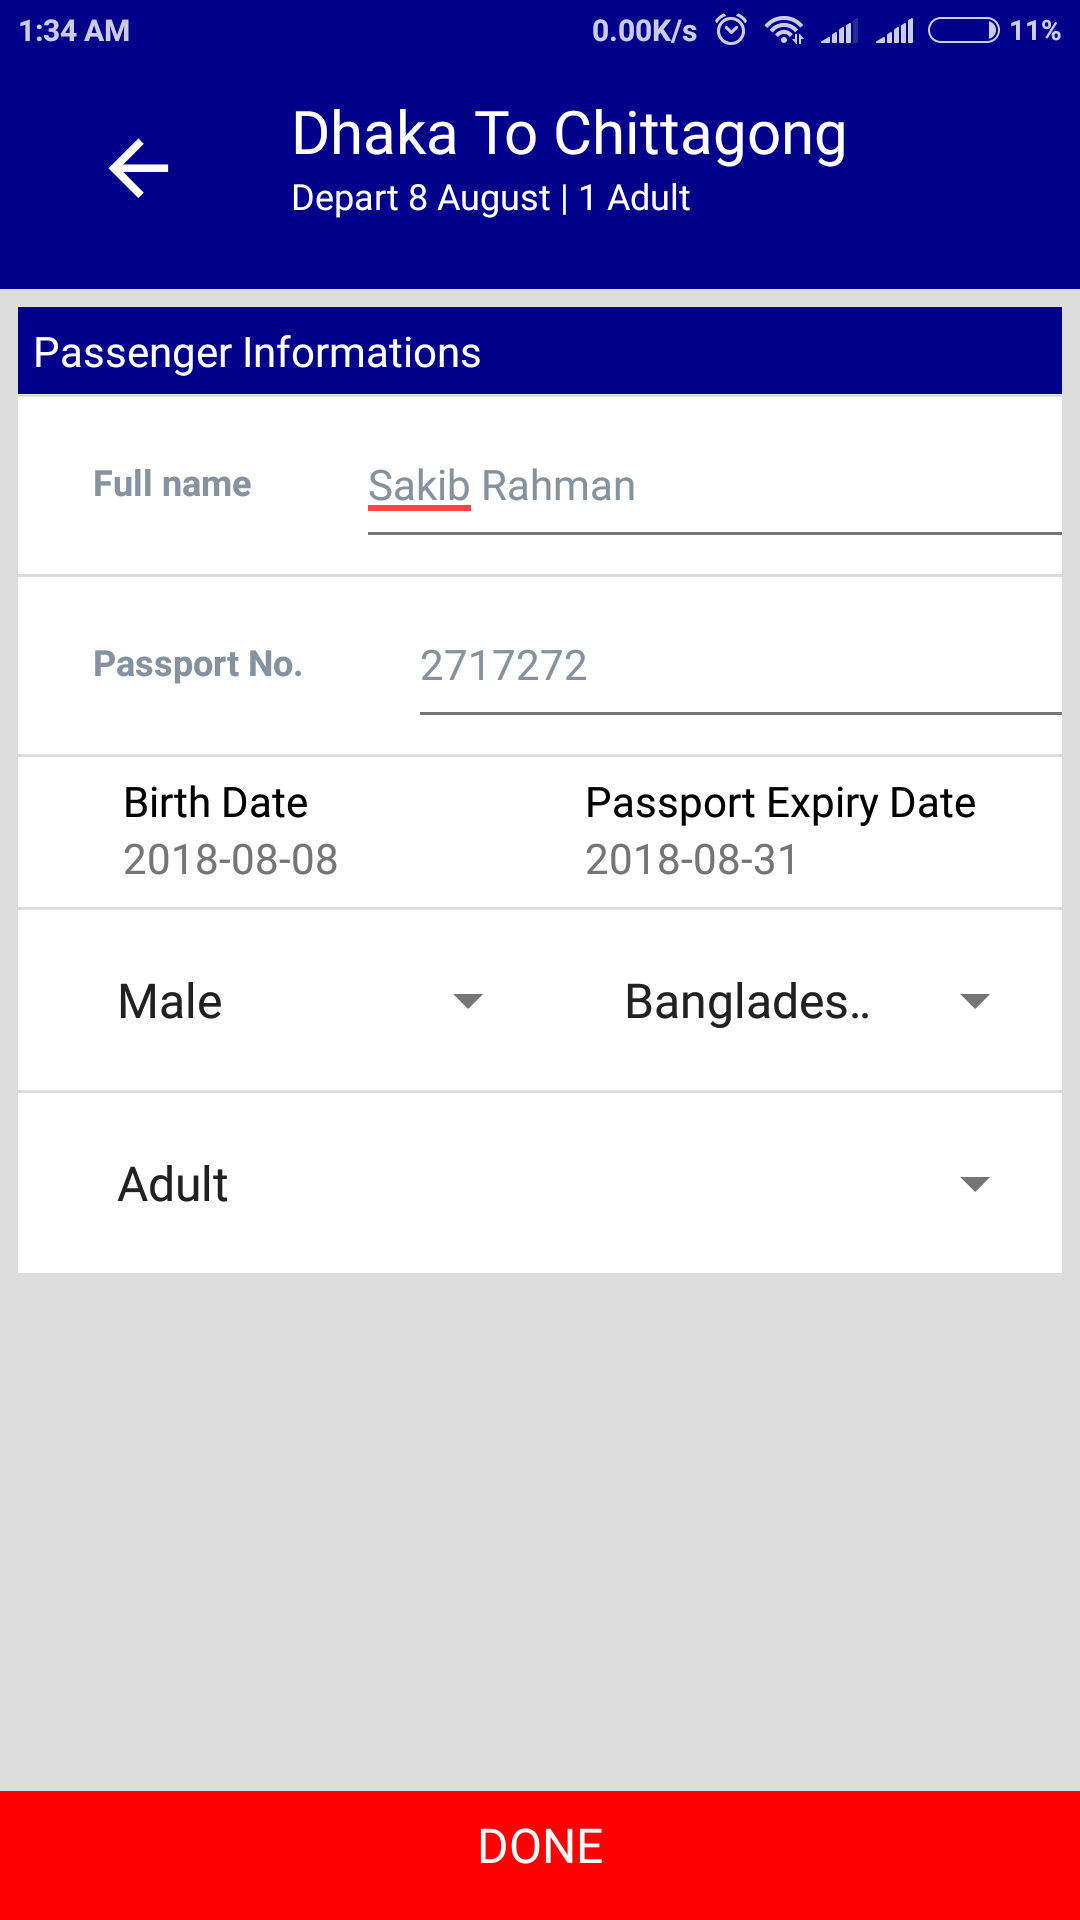 1:34 AM 0.00K/s 11%
Dhaka To Chittagong
Depart 8 August | 1 Adult
Passenger Informations
Full name Sakib Rahman
Passport No. 2717272
Birth Date Passport Expiry Date
2018-08-08 2018-08-31
Male Banglades..
Adult
DONE